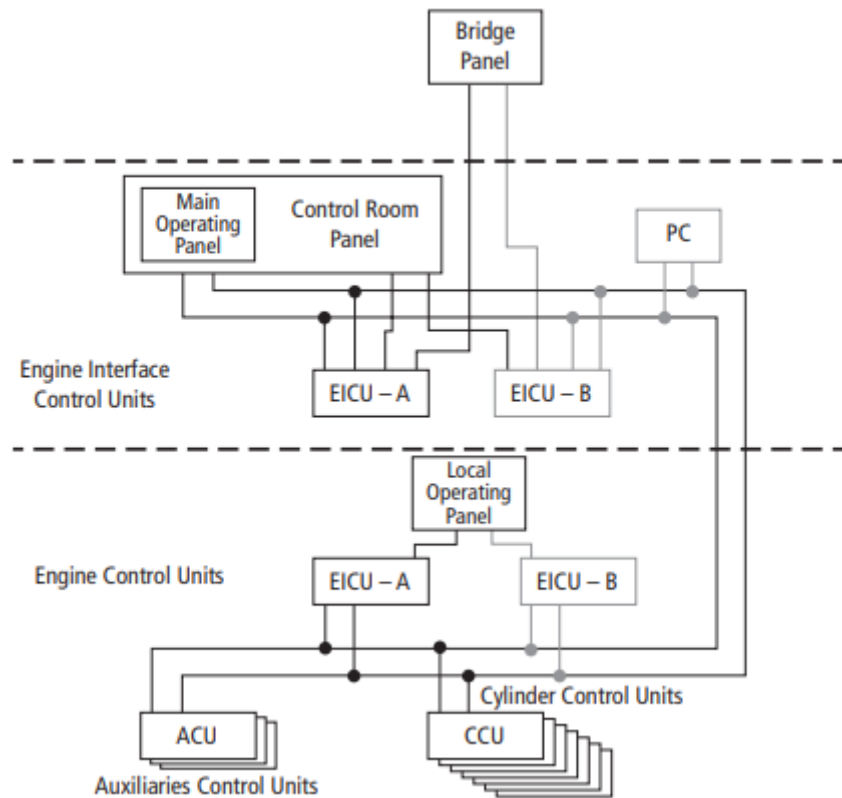 Bridge
Panel
Main
Operating
Panel
Control Room
Panel
PC
Engine Interface
Control Units
EICU – A
EICU – B
Local
Operating
Panel
Engine Control Units
EICU – A
EICU – B
Cylinder Control Units
ACU
CCU
Auxiliaries Control Units